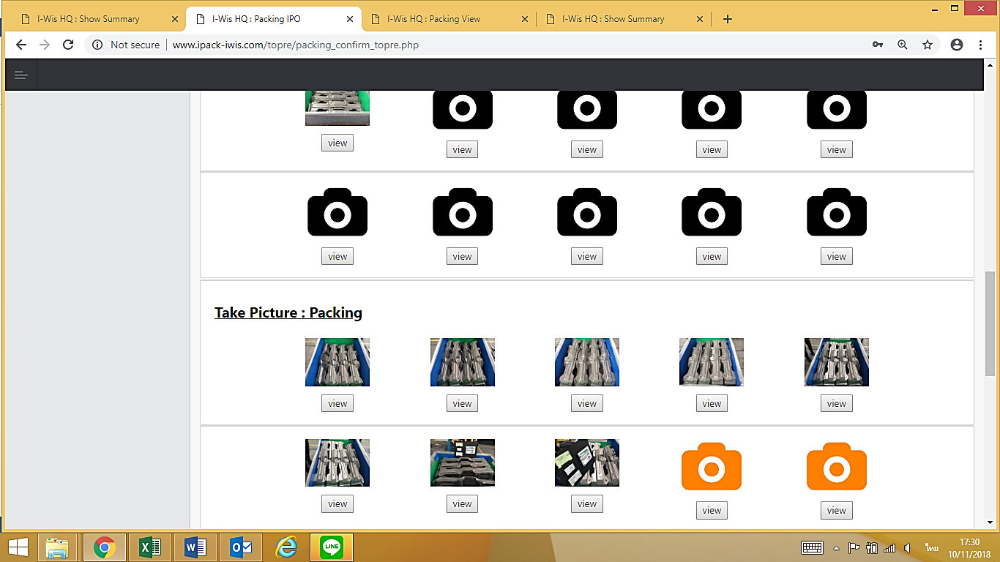 I-Wis HQ : Show Summary
I-Wis HQ : Packing IPO
I-Wis HQ : Packing View
I-Wis HQ : Show Summary
Not secure
www.ipack-iwis.com/topre/packing_confirm_topre.php
view
view
view
view
view
view
view
view
view
view
Take Picture : Packing
view
view
view
view
view
view
view
view
view
view
LINE
ไทย
17:30
10/11/2018